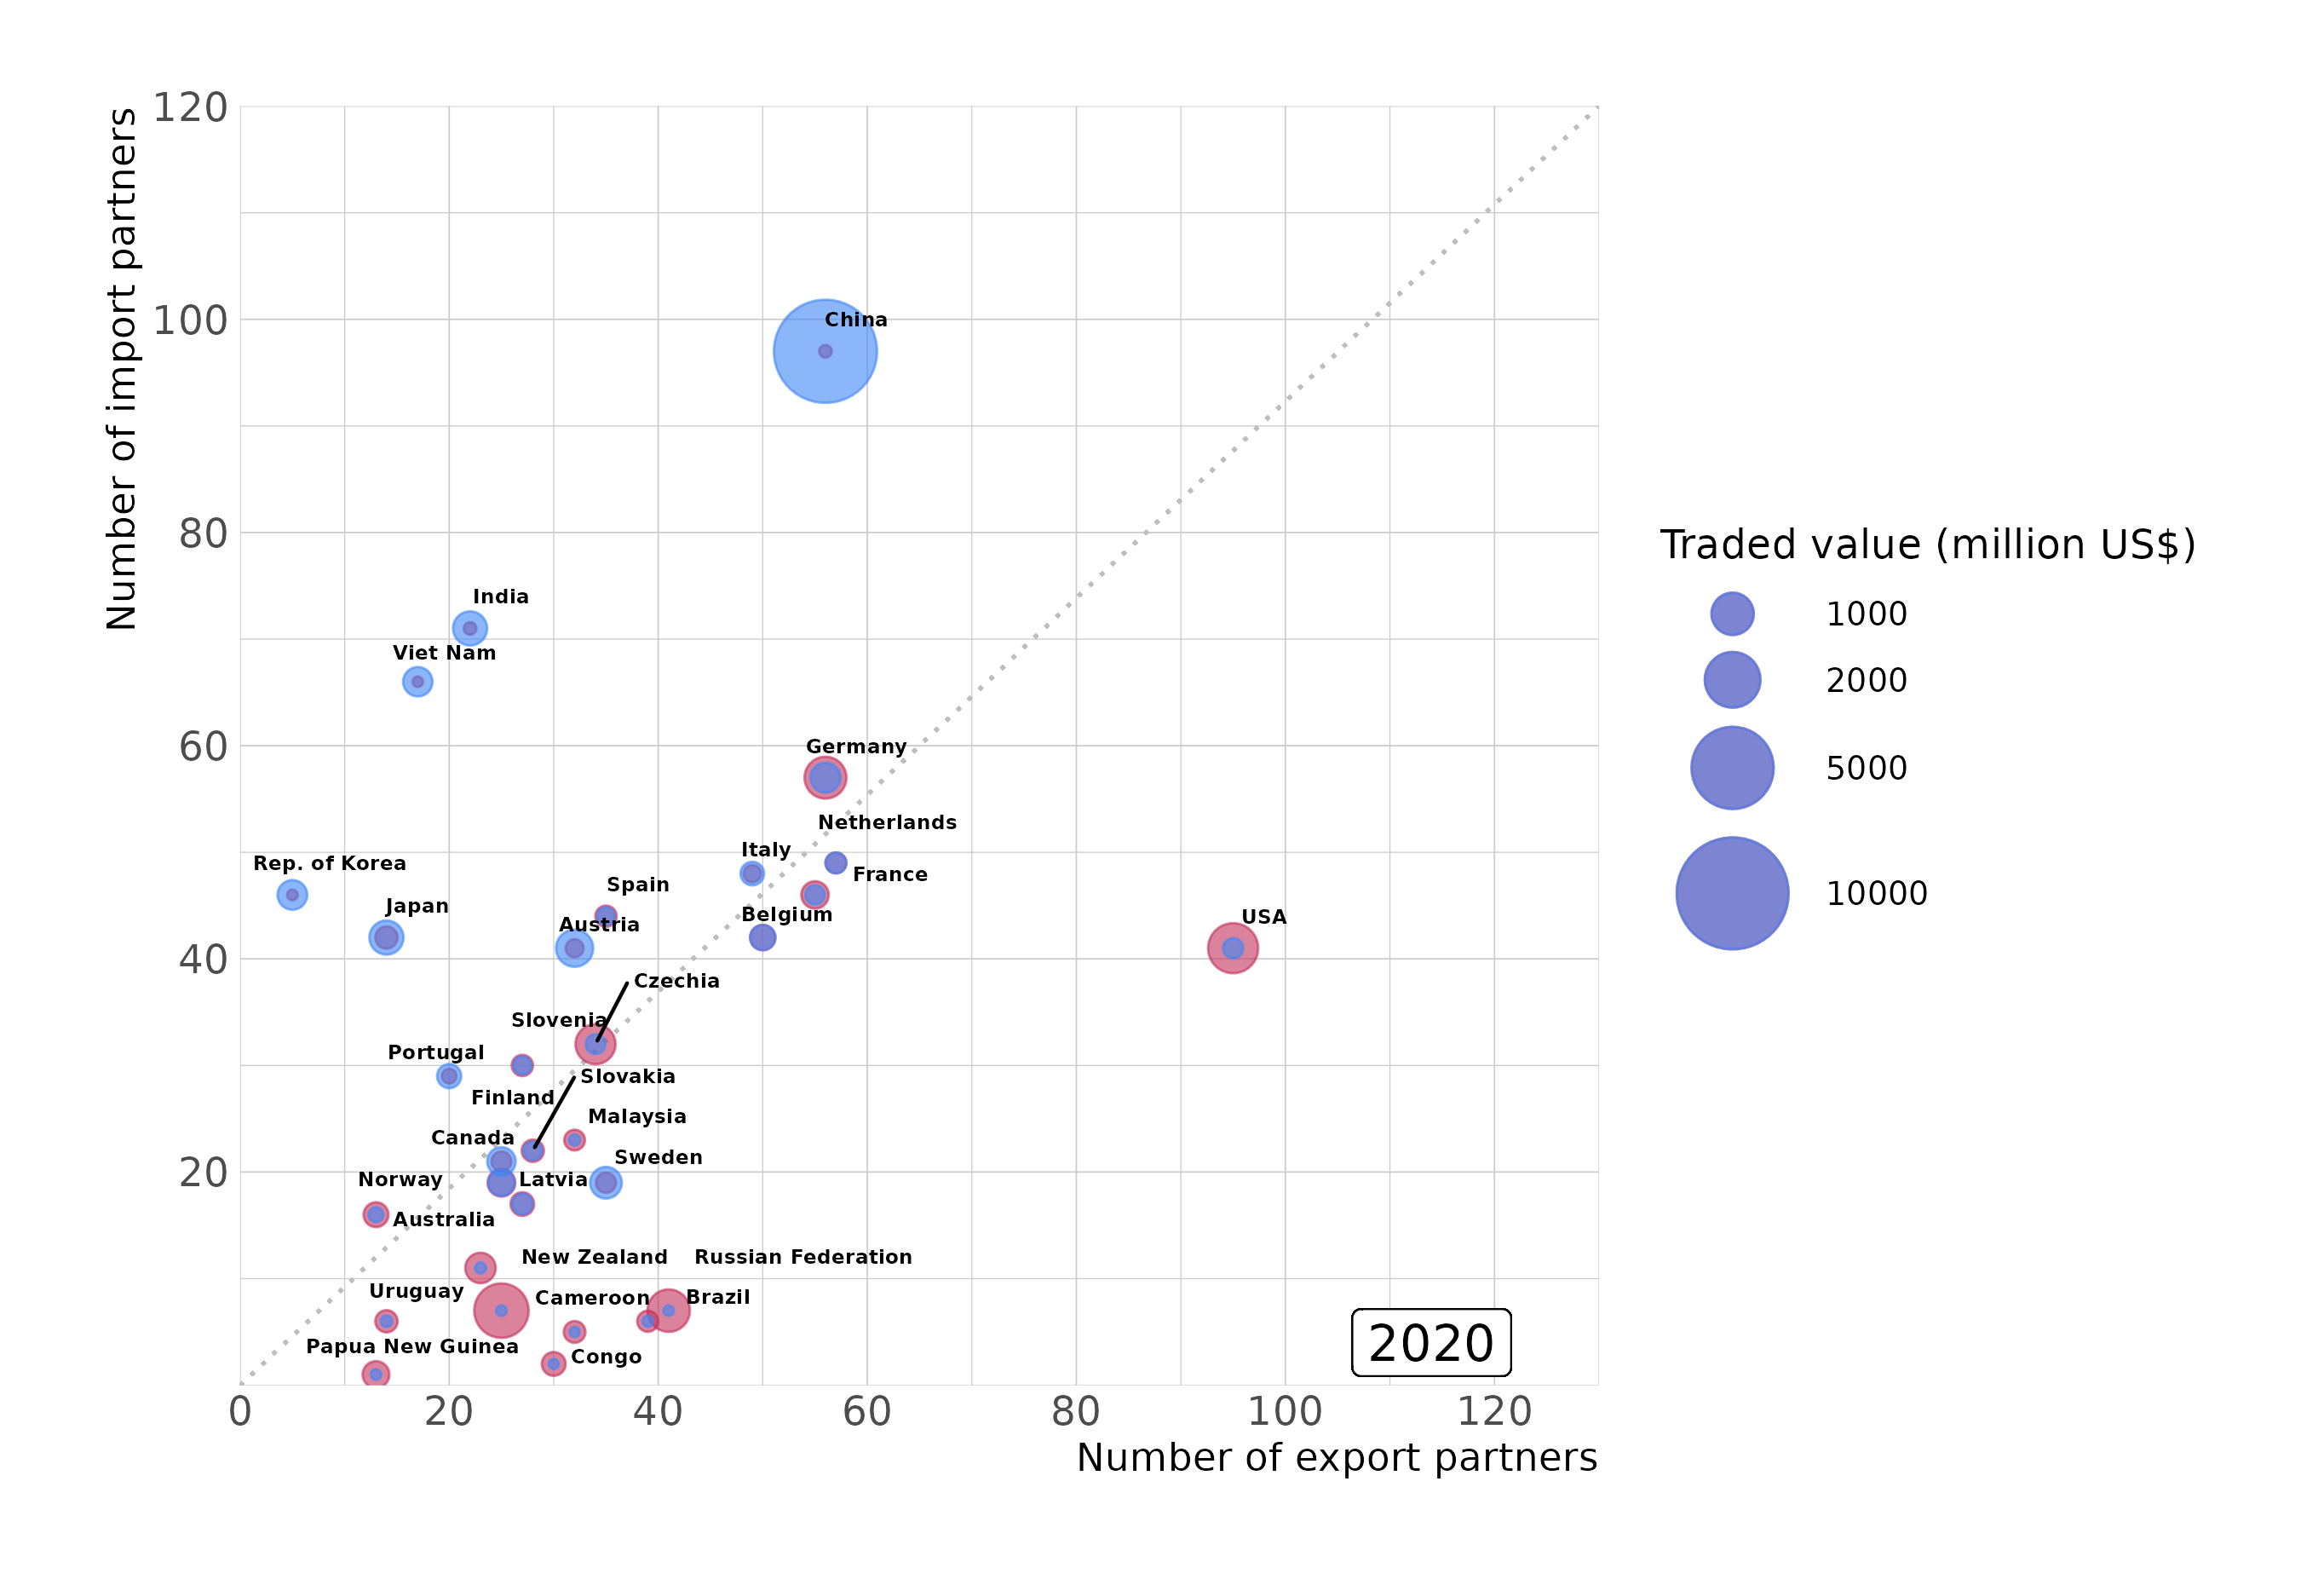 Number of import partners
120
100
80
60
40
20
China
India
Viet Nam
Germany
Netherlands
Italy
Rep. of Korea
France
Spain
Japan
Belgium
USA
Austria
Czechia
Slovenia
Portugal
Slovakia
Finland
Malaysia
Canada
Sweden
Norway
Latvia
Australia
New Zealand
Russian Federation
Uruguay
Cameroon
Brazil
Papua New Guinea
Congo
2020
0
20
40
60
80
100
120
Number of export partners
Traded value (million US$)
1000
2000
5000
10000